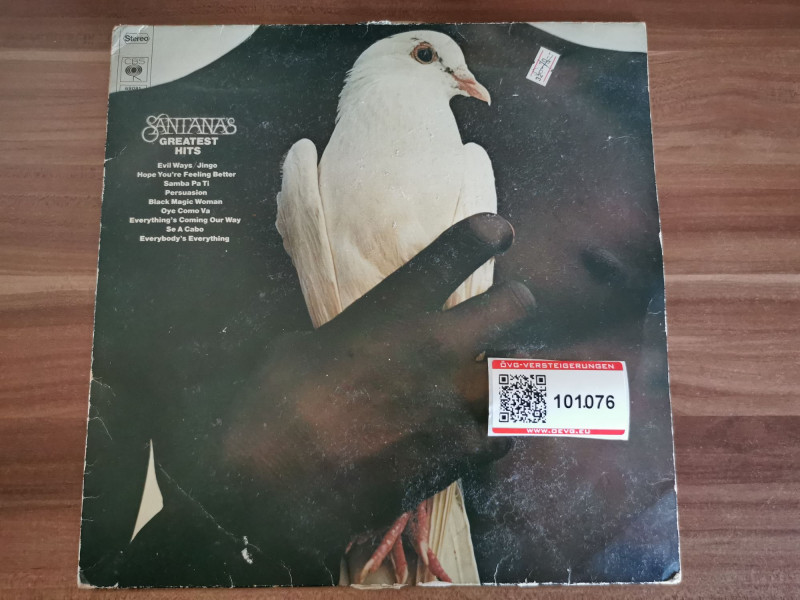 Stereo
CBS
SANTANA'S
GREATEST
HITS
Evil Ways/Jingo
Hope You're Feeling Better
Samba Pa Ti
Persuasion
Black Magic Woman
Oye Como Va
Everything's Coming Our Way
Se A Cabo
Everybody's Everything
ÖVG-VERSTEIGERUNGEN
101.076
WWW.OEVG.EU